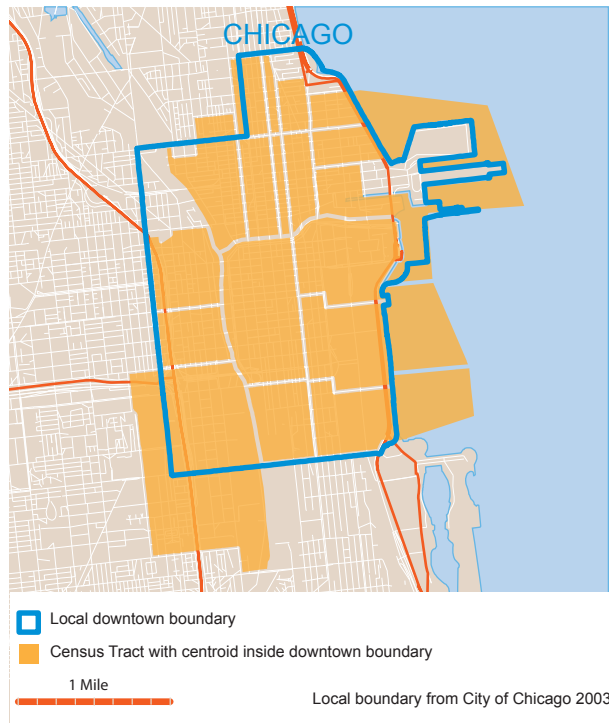 CHICAGO
Local downtown boundary
Census Tract with centroid inside downtown boundary
1 Mile
Local boundary from City of Chicago 2003